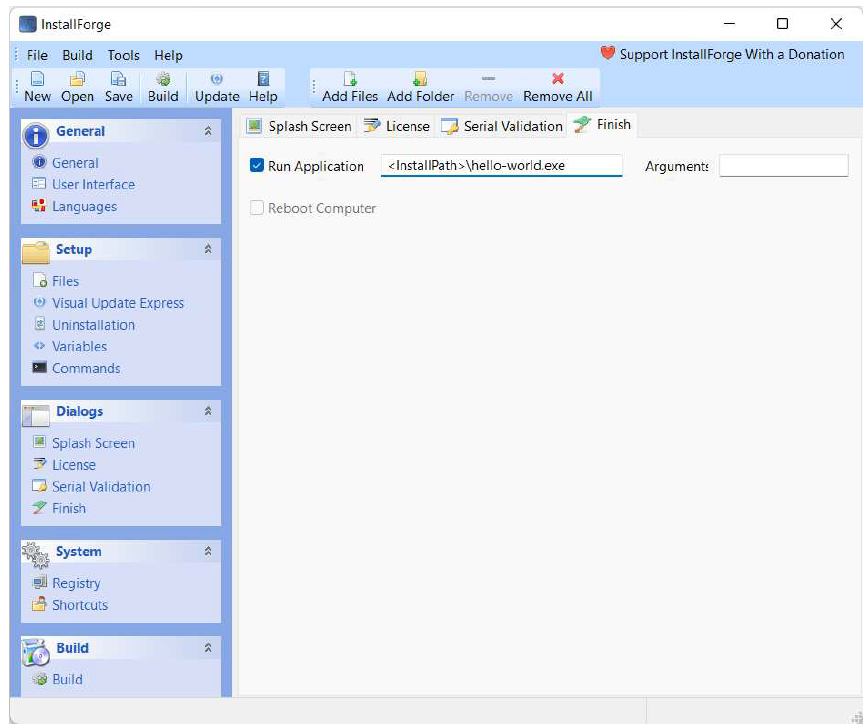 InstallForge
File Build Tools Help
Support InstallForge With a Donation
New Open Save Build Update Help Add Files Add Folder Remove Remove All
General
General
User Interface
Languages
Setup
Files
Visual Update Express
Uninstallation
Variables
Commands
Dialogs
Splash Screen
License
Serial Validation
Finish
System
Registry
Shortcuts
Build
Build
Splash Screen License Serial Validation Finish
Run Application <InstallPath>\hello-world.exe Arguments
Reboot Computer